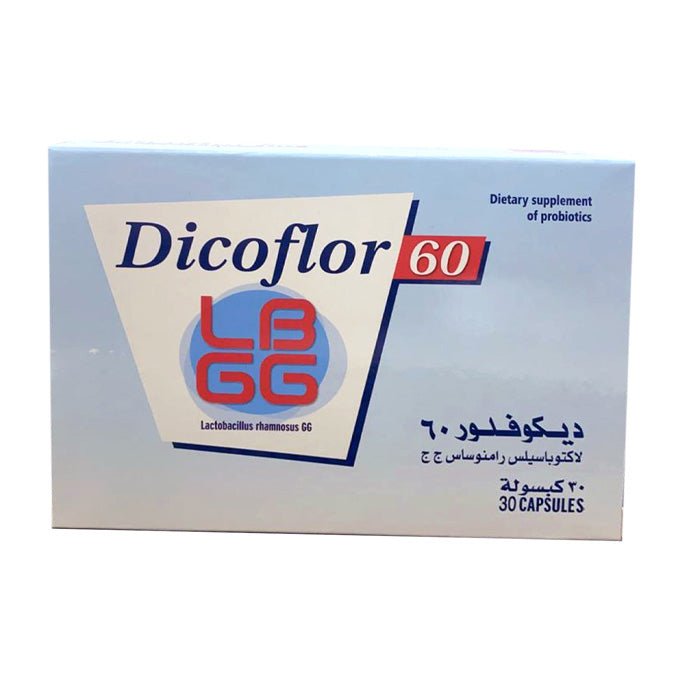 Dietary supplement
of probiotics
Dicoflor 60
LB
GG
Lactobacillus rhamnosus GG
ديكوفلور ٦٠
لاكتوباسيلس رامنوساس ج ج
٣٠ كبسولة
30 CAPSULES